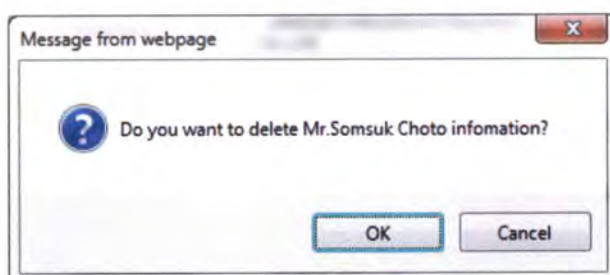 Message from webpage
Do you want to delete Mr.Somsuk Choto infomation?
OK
Cancel